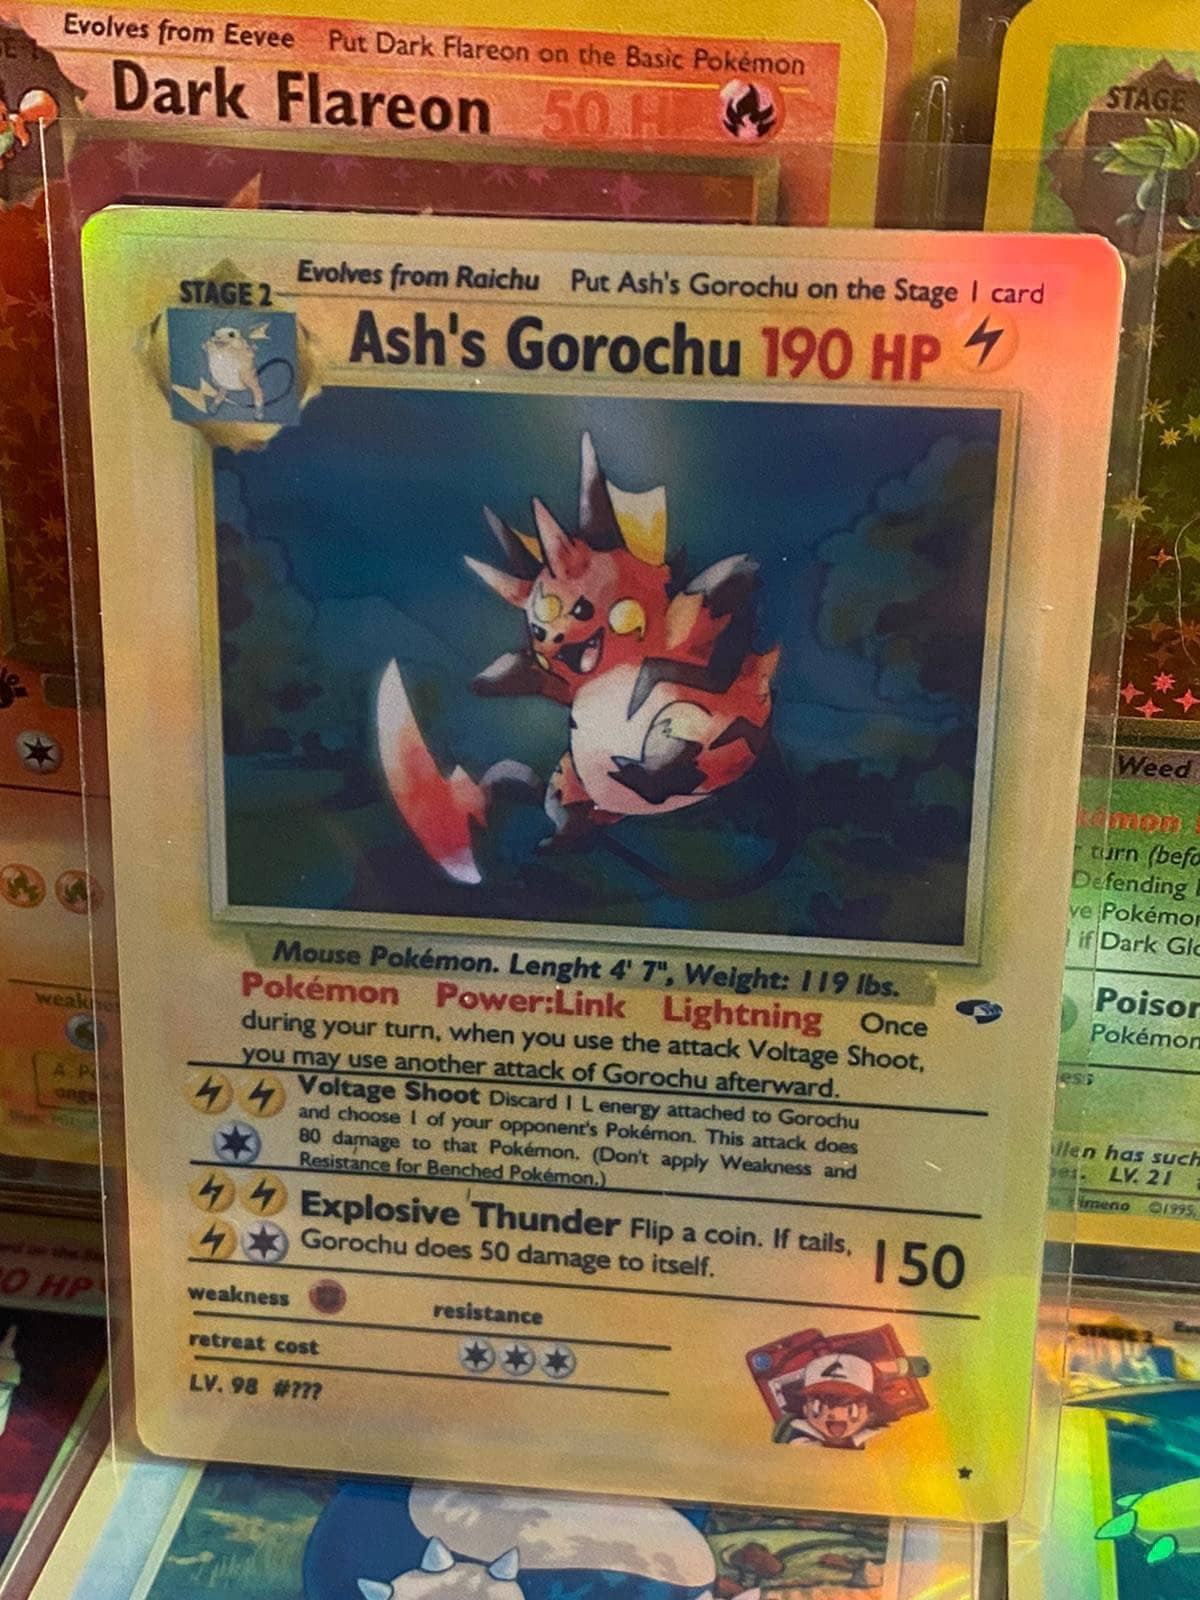 Evolves from Eevee Put Dark Flareon on the Basic Pokémon
Dark Flareon 50 H
STAGE
STAGE 2
Evolves from Raichu Put Ash's Gorochu on the Stage 1 card
Ash's Gorochu 190 HP
Mouse Pokémon. Lenght 4' 7", Weight: 119 lbs.
Pokémon Power:Link Lightning Once
during your turn, when you use the attack Voltage Shoot,
you may use another attack of Gorochu afterward.
Voltage Shoot Discard 1 L energy attached to Gorochu
and choose 1 of your opponent's Pokémon. This attack does
80 damage to that Pokémon. (Don't apply Weakness and
Resistance for Benched Pokémon.)
Explosive Thunder Flip a coin. If tails,
Gorochu does 50 damage to itself.
150
weakness
resistance
retreat cost
LV. 98 #???
Weed
turn (befo
Defending
Pokémon
if Dark Glo
Poison
Pokémon
has such
LV. 21
©1995,
HP
STAGE 2